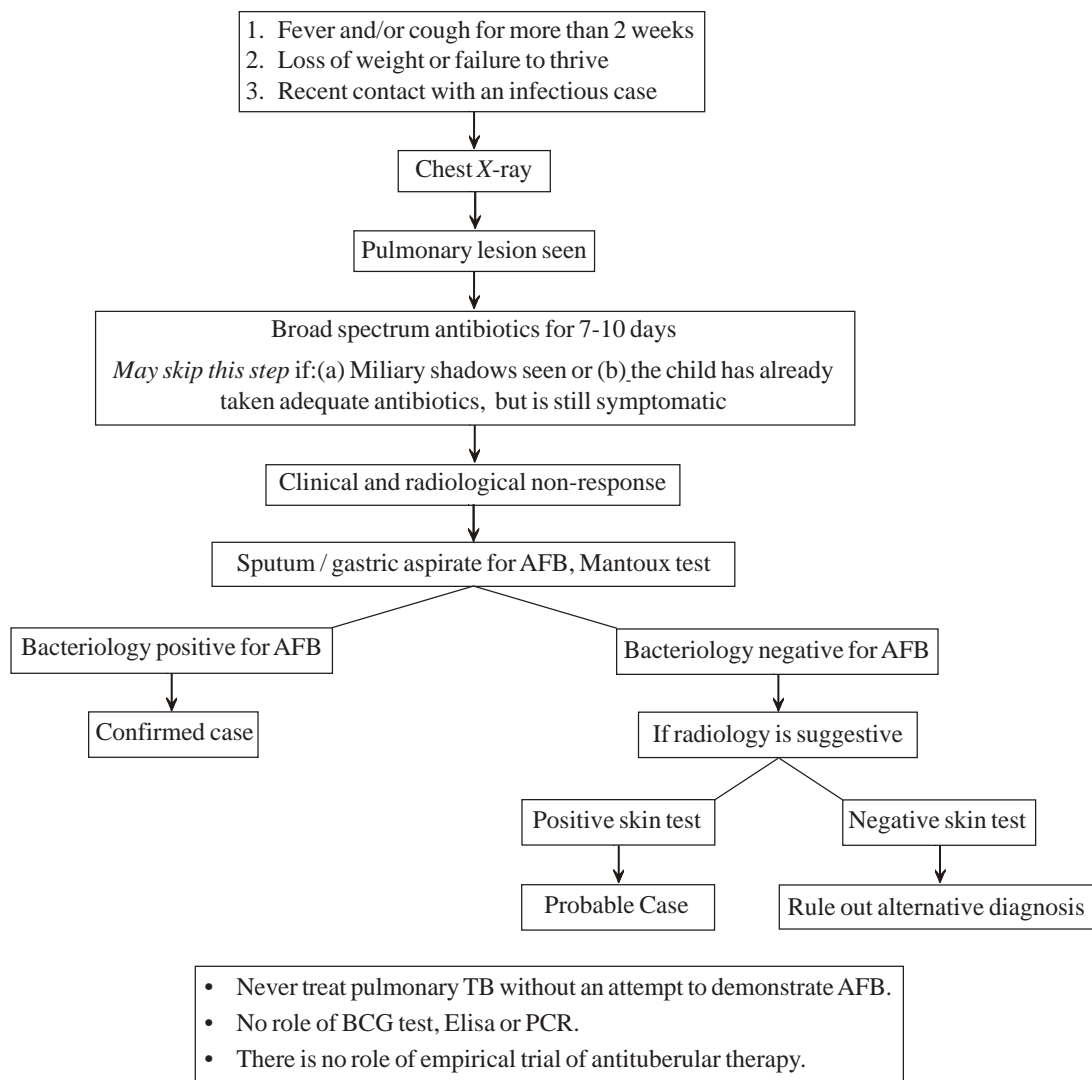 1. Fever and/or cough for more than 2 weeks
2. Loss of weight or failure to thrive
3. Recent contact with an infectious case
Chest X-ray
Pulmonary lesion seen
Broad spectrum antibiotics for 7-10 days
May skip this step if:(a) Miliary shadows seen or (b) the child has already
taken adequate antibiotics, but is still symptomatic
Clinical and radiological non-response
Sputum / gastric aspirate for AFB, Mantoux test
Bacteriology positive for AFB
Bacteriology negative for AFB
Confirmed case
If radiology is suggestive
Positive skin test
Negative skin test
Probable Case
Rule out alternative diagnosis
• Never treat pulmonary TB without an attempt to demonstrate AFB.
• No role of BCG test, Elisa or PCR.
• There is no role of empirical trial of antituberular therapy.